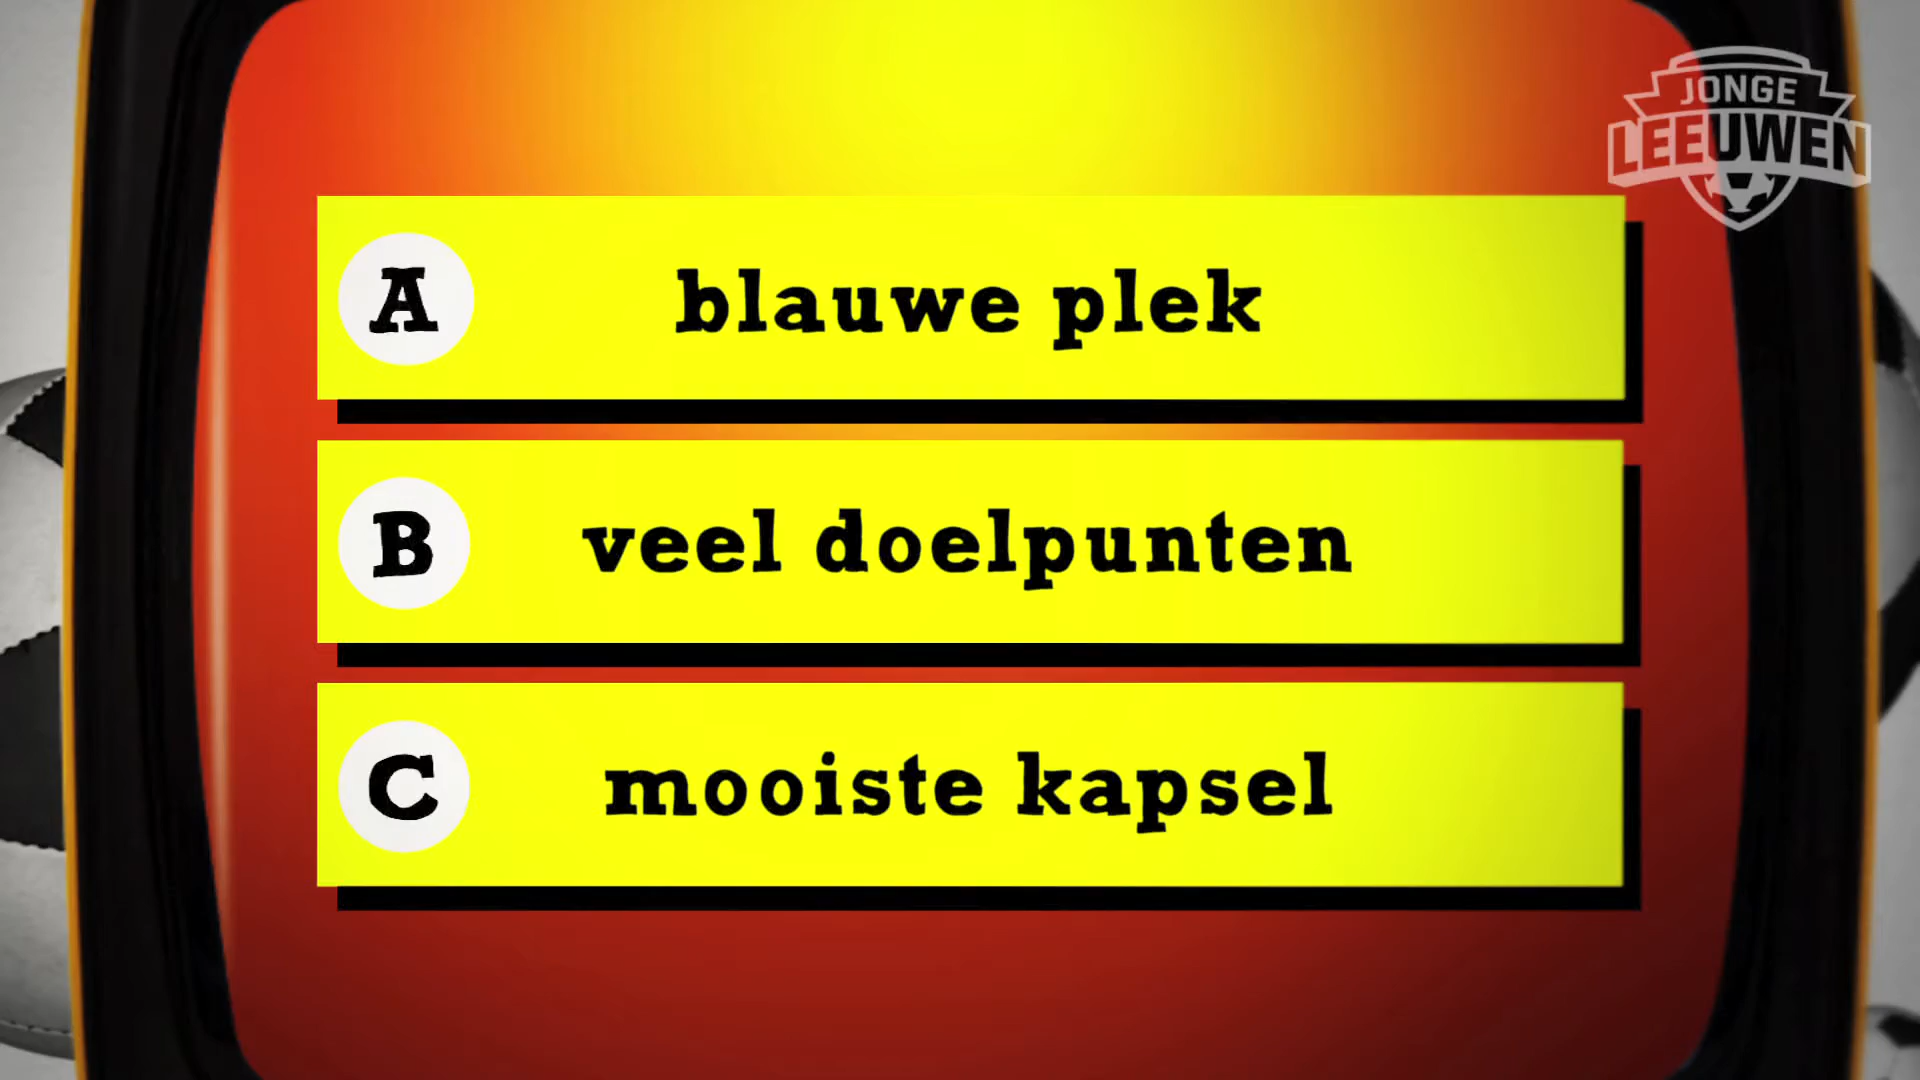 JONGE
LEEUWEN
A blauwe plek
B veel doelpunten
C mooiste kapsel